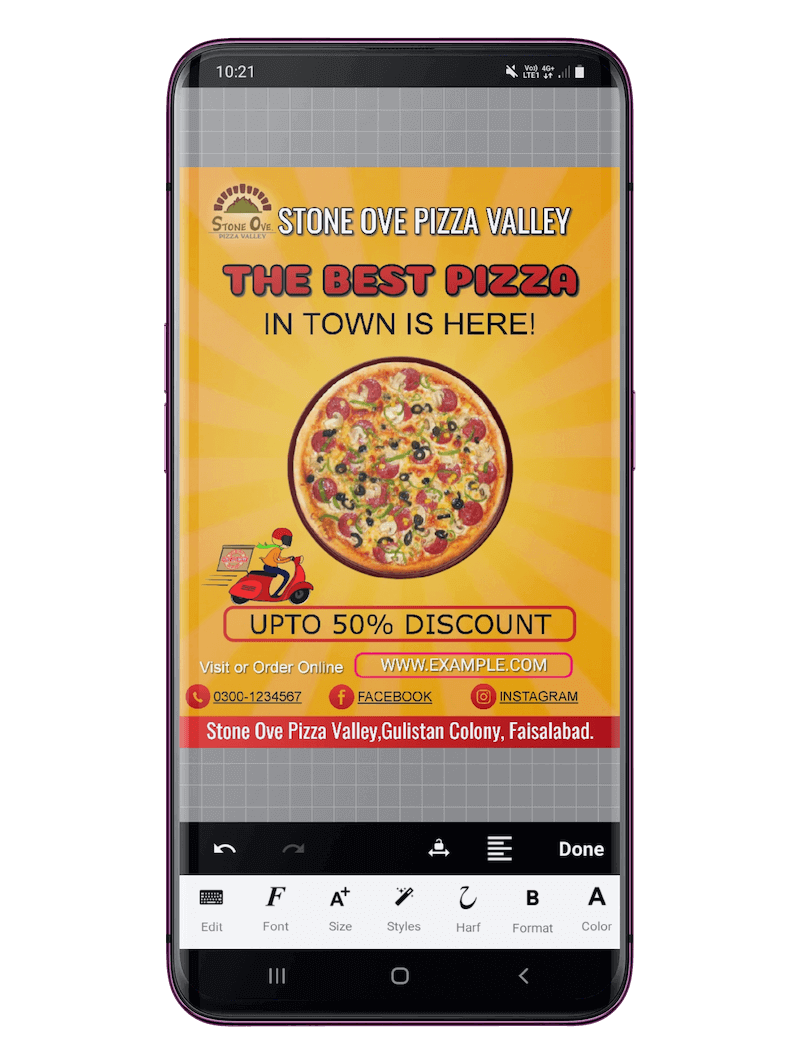 10:21
Vo)) 4G+
LTE1
STONE OVE
PIZZA VALLEY
STONE OVE PIZZA VALLEY
THE BEST PIZZA
IN TOWN IS HERE!
UPTO 50% DISCOUNT
Visit or Order Online WWW.EXAMPLE.COM
0300-1234567 FACEBOOK INSTAGRAM
Stone Ove Pizza Valley,Gulistan Colony, Faisalabad.
Done
Edit Font Size Styles Harf Format Color